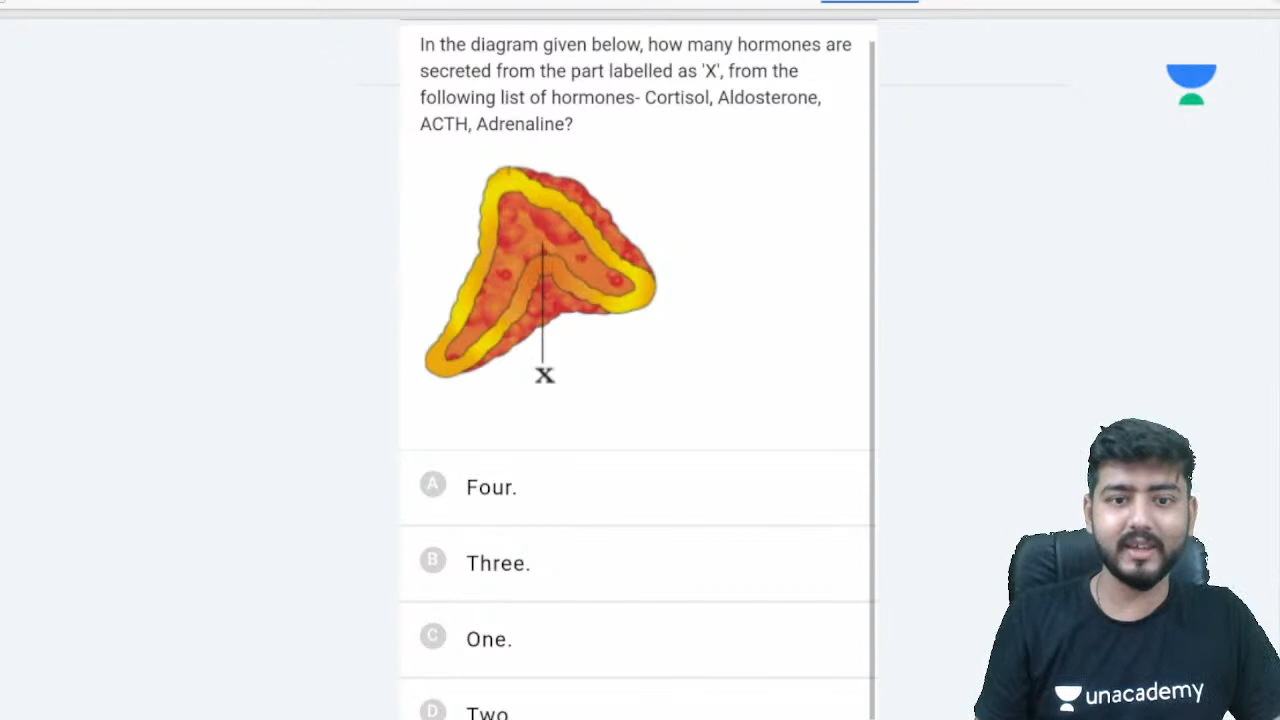 In the diagram given below, how many hormones are
secreted from the part labelled as 'X', from the
following list of hormones- Cortisol, Aldosterone,
ACTH, Adrenaline?
X
A Four.
B Three.
C One.
D Two
unacademy